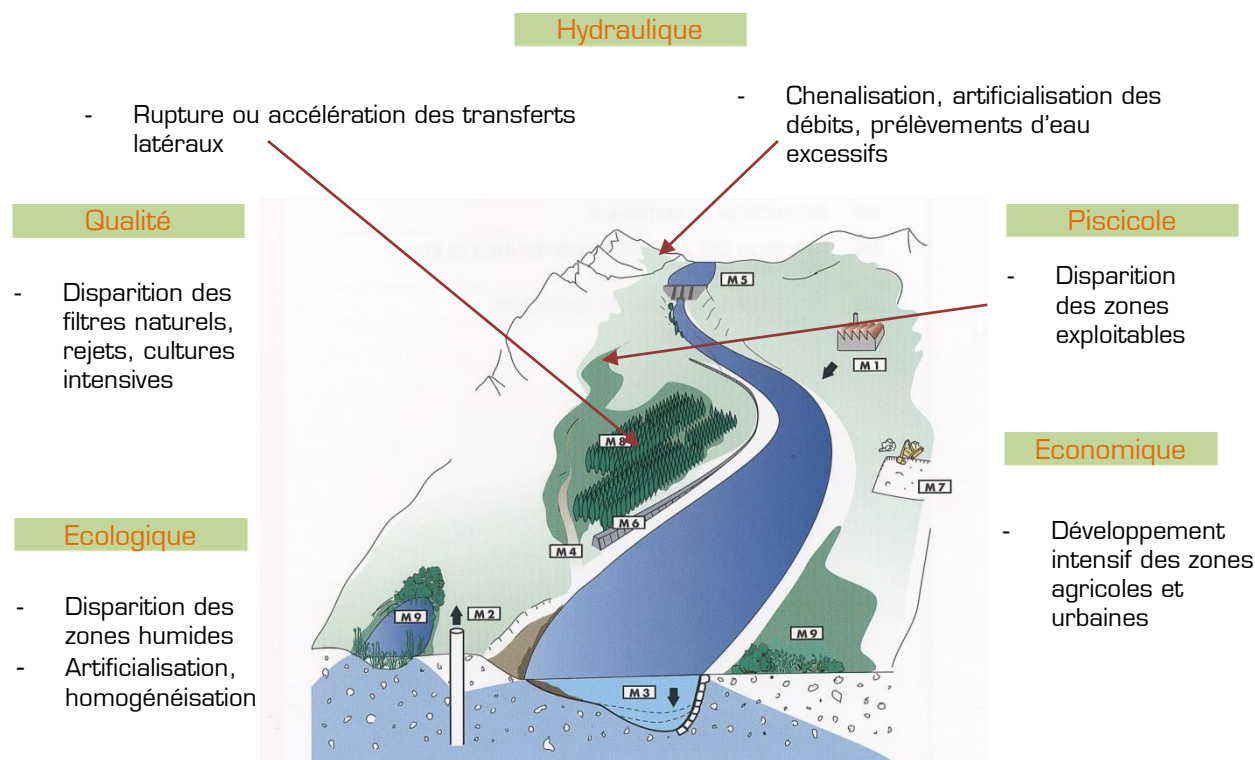 Hydraulique
- Rupture ou accélération des transferts
latéraux
- Chenalisation, artificialisation des
débits, prélèvements d'eau
excessifs
Qualité
- Disparition des
filtres naturels,
rejets, cultures
intensives
Piscicole
- Disparition
des zones
exploitables
Economique
- Développement
intensif des zones
agricoles et
urbaines
Ecologique
- Disparition des
zones humides
- Artificialisation,
homogénéisation
M5
M1
M8
M7
M6
M4
M9
M2
M9
M3